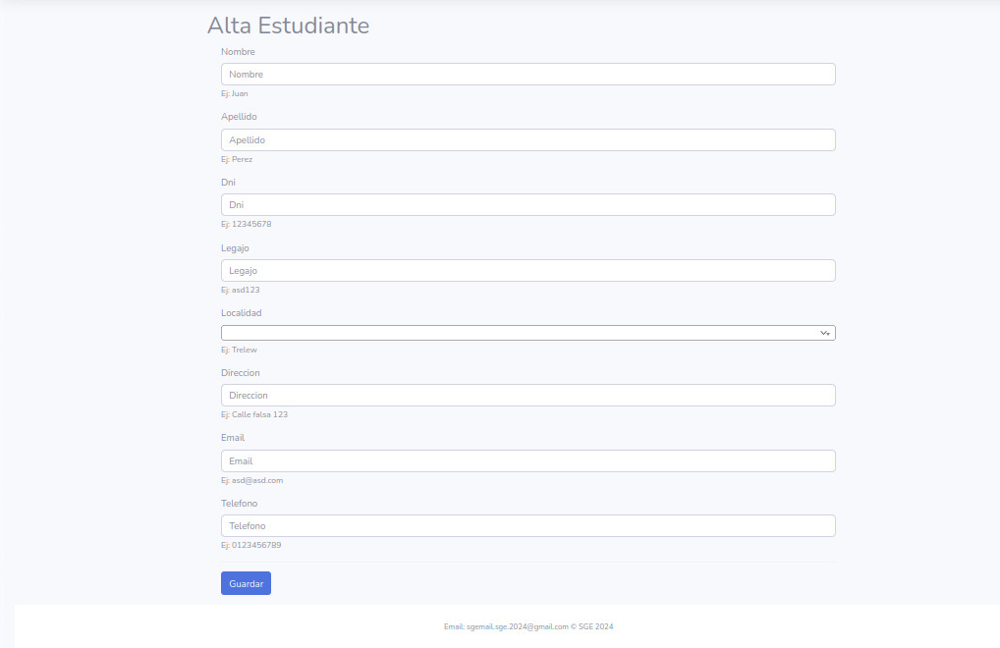 Alta Estudiante
Nombre
Nombre
Ej: Juan
Apellido
Apellido
Ej: Perez
Dni
Dni
Ej: 12345678
Legajo
Legajo
Ej: asd123
Localidad
Ej: Trelew
Direccion
Direccion
Ej: Calle falsa 123
Email
Email
Ej: asd@asd.com
Telefono
Telefono
Ej: 0123456789
Guardar
Email: sgemail.sge.2024@gmail.com © SGE 2024